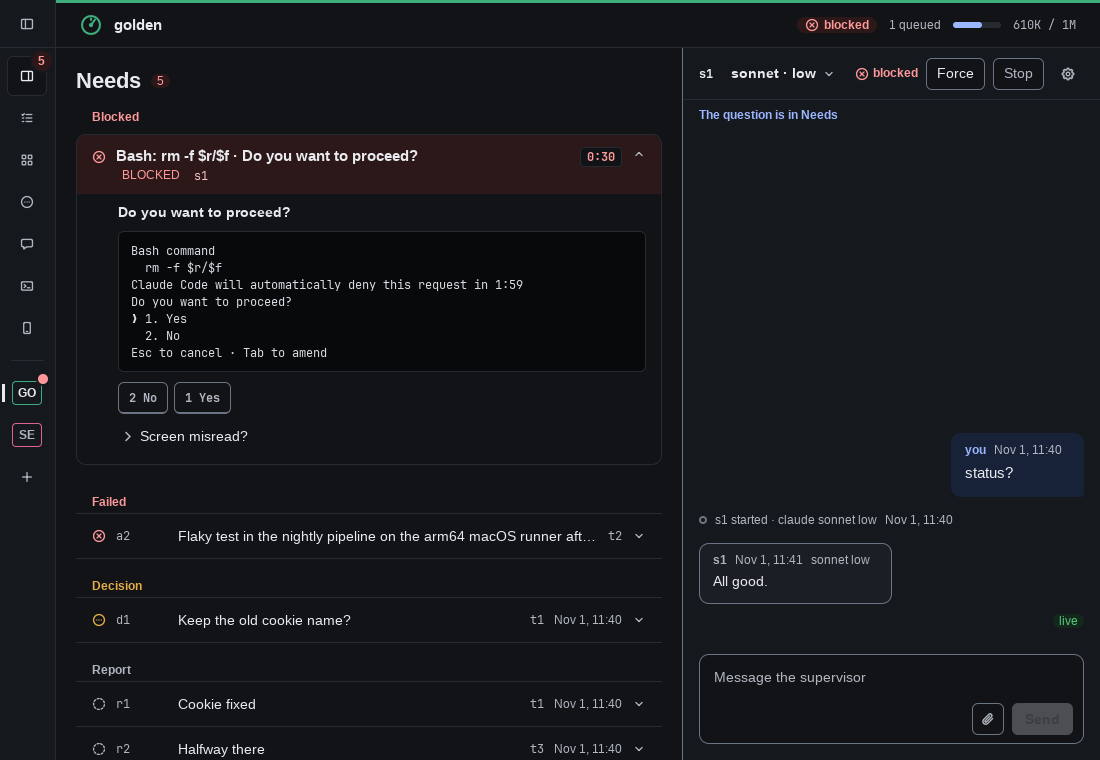 golden
blocked
1 queued
610K / 1M
5
GO
SE
Needs 5
Blocked
Bash: rm -f $r/$f · Do you want to proceed?
0:30
BLOCKED s1
Do you want to proceed?
Bash command
rm -f $r/$f
Claude Code will automatically deny this request in 1:59
Do you want to proceed?
❯ 1. Yes
2. No
Esc to cancel · Tab to amend
2 No
1 Yes
Screen misread?
Failed
a2 Flaky test in the nightly pipeline on the arm64 macOS runner aft… t2
Decision
d1 Keep the old cookie name? t1 Nov 1, 11:40
Report
r1 Cookie fixed t1 Nov 1, 11:40
r2 Halfway there t3 Nov 1, 11:40
s1 sonnet · low
blocked
Force
Stop
The question is in Needs
you Nov 1, 11:40
status?
s1 started · claude sonnet low Nov 1, 11:40
s1 Nov 1, 11:41 sonnet low
All good.
live
Message the supervisor
Send